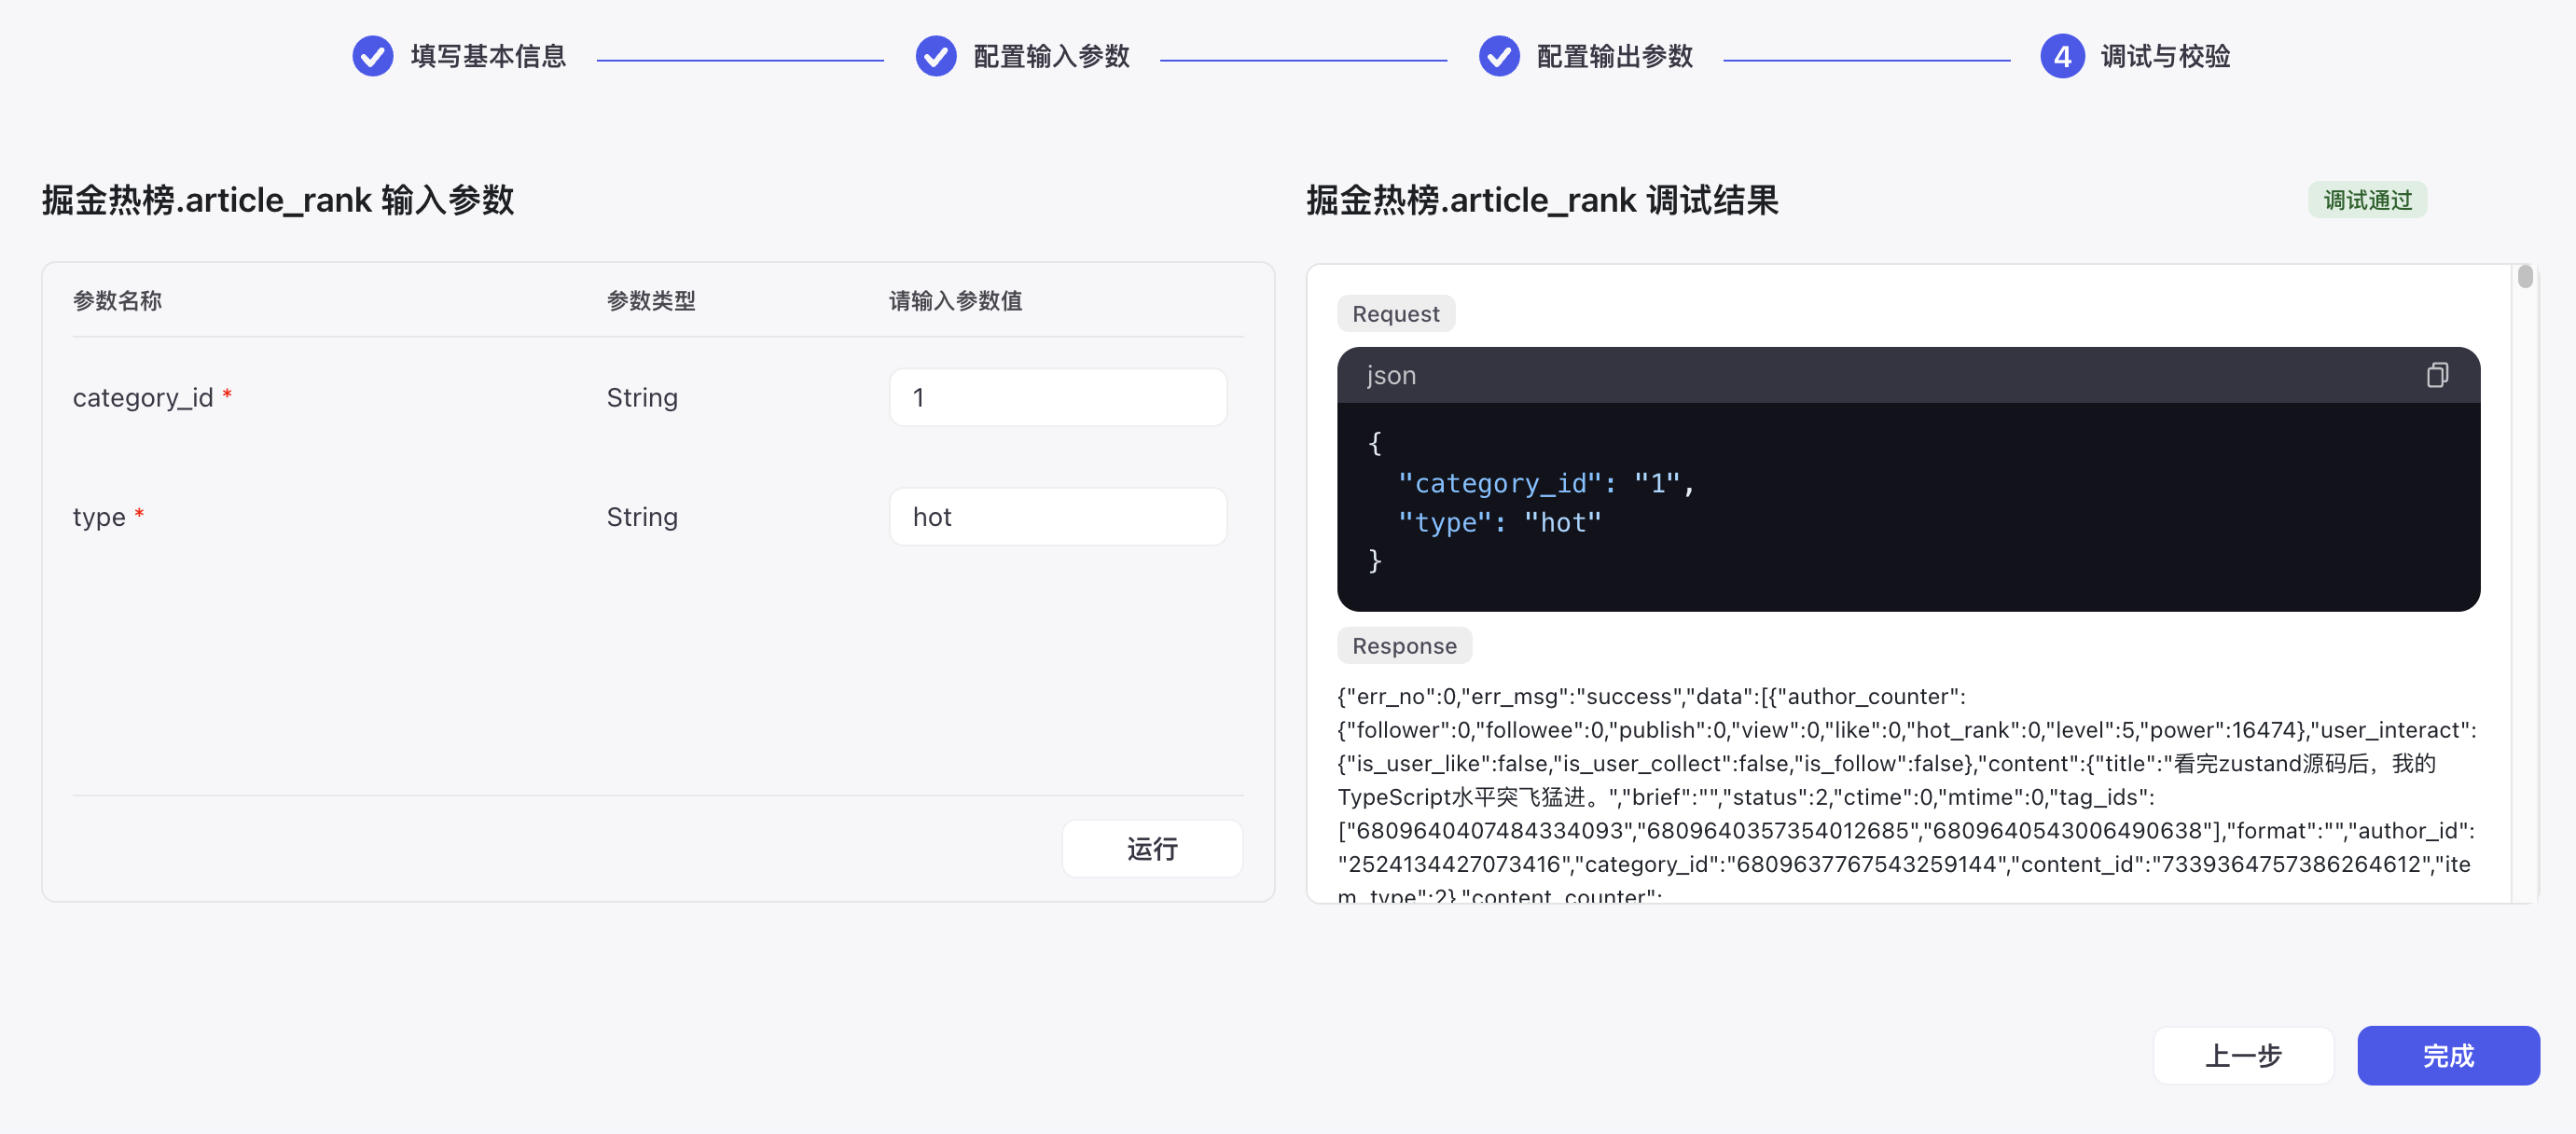 填写基本信息
配置输入参数
配置输出参数
4 调试与校验
掘金热榜.article_rank 输入参数
参数名称 参数类型 请输入参数值
category_id * String 1
type * String hot
运行
掘金热榜.article_rank 调试结果
调试通过
Request
json
{
"category_id": "1",
"type": "hot"
}
Response
{"err_no":0,"err_msg":"success","data":[{"author_counter":
{"follower":0,"followee":0,"publish":0,"view":0,"like":0,"hot_rank":0,"level":5,"power":16474},"user_interact":
{"is_user_like":false,"is_user_collect":false,"is_follow":false},"content":{"title":"看完zustand源码后，我的
TypeScript水平突飞猛进。","brief":"","status":2,"ctime":0,"mtime":0,"tag_ids":
["6809640407484334093","6809640357354012685","6809640543006490638"],"format":"","author_id":
"2524134427073416","category_id":"6809637767543259144","content_id":"7339364757386264612","ite
m_type":2},"content_counter":
上一步
完成